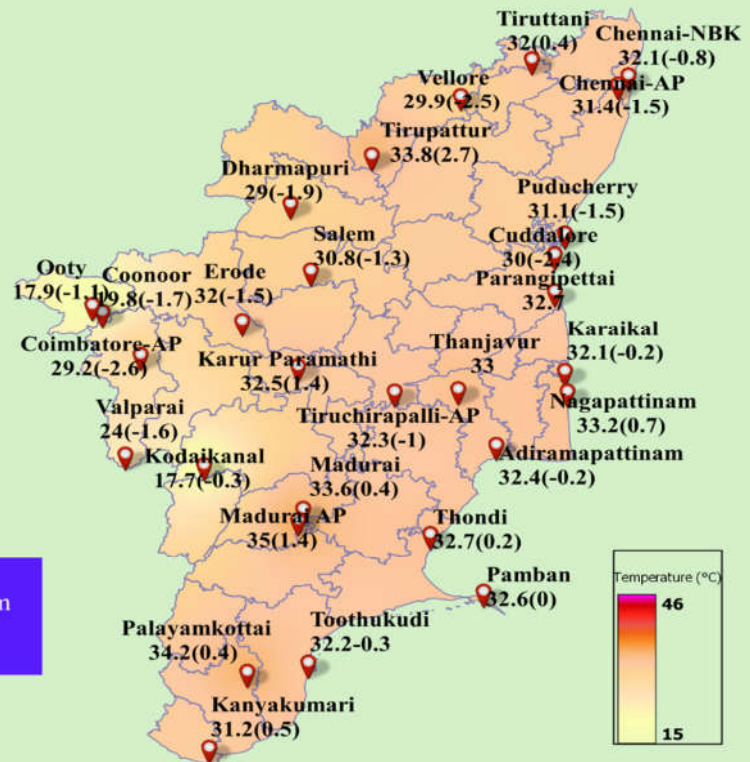 Tiruttani
32(0.4)
Chennai-NBK
32.1(-0.8)
Vellore
29.9(-2.5)
Chennai-AP
31.4(-1.5)
Tirupattur
33.8(2.7)
Dharmapuri
29(-1.9)
Puducherry
31.1(-1.5)
Salem
30.8(-1.3)
Cuddalore
30(-2.4)
Ooty
17.9(-1.1)
Coonoor
19.8(-1.7)
Erode
32(-1.5)
Parangipettai
32.7
Coimbatore-AP
29.2(-2.6)
Karur Paramathi
32.5(1.4)
Thanjavur
33
Karaikal
32.1(-0.2)
Valparai
24(-1.6)
Tiruchirapalli-AP
32.3(-1)
Nagapattinam
33.2(0.7)
Kodaikanal
17.7(-0.3)
Madurai
33.6(0.4)
Adiramapattinam
32.4(-0.2)
Madurai AP
35(1.4)
Thondi
32.7(0.2)
Pamban
32.6(0)
Palayamkottai
34.2(0.4)
Toothukudi
32.2-0.3
Kanyakumari
31.2(0.5)
Temperature (°C)
46
15